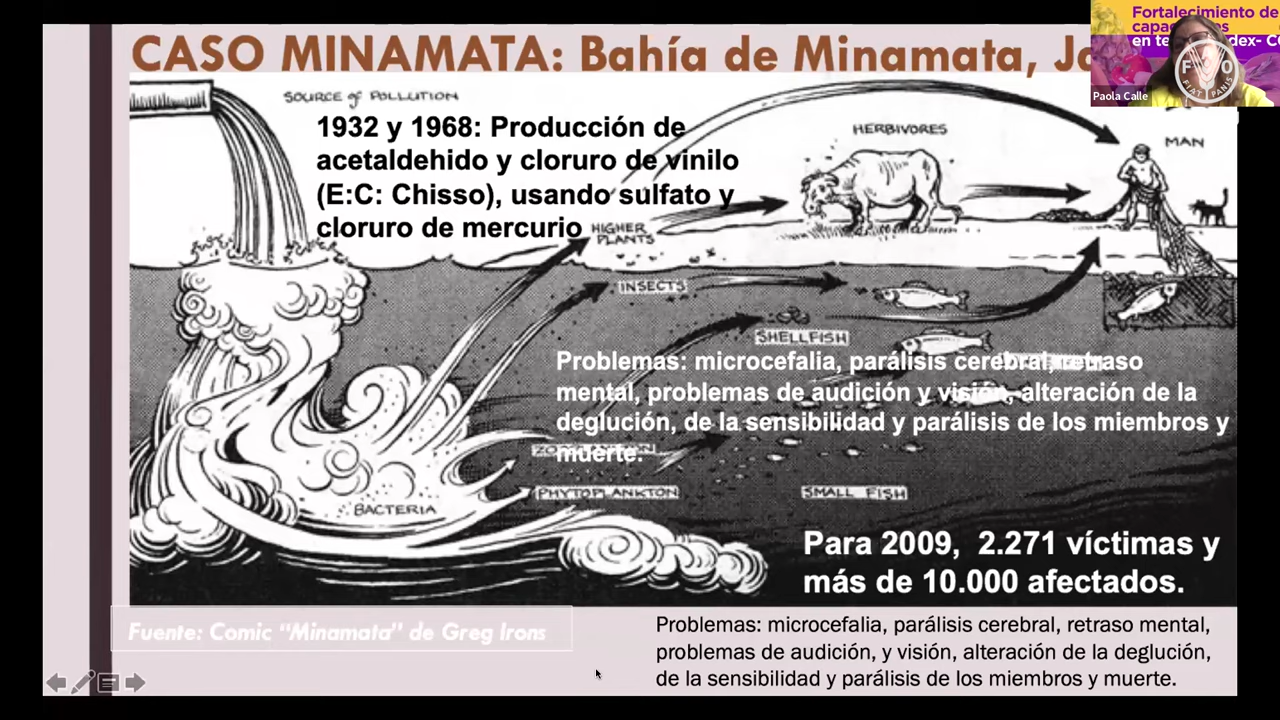 CASO MINAMATA: Bahía de Minamata,
Fortalecimiento de
en
Paola Calle
FIAT PANIS
SOURCE of POLLUTION
1932 y 1968: Producción de
acetaldehido y cloruro de vinilo
(E:C: Chisso), usando sulfato y
cloruro de mercurio
HERBIVORES
MAN
HIGHER
PLANTS
INSECTS
SHELLFISH
Problemas: microcefalia, parálisis cerebral, retraso
mental, problemas de audición y visión, alteración de la
deglución, de la sensibilidad y parálisis de los miembros y
muerte.
PHYTOPLANKTON
SMALL FISH
BACTERIA
Para 2009, 2.271 víctimas y
más de 10.000 afectados.
Fuente: Comic “Minamata” de Greg Irons
Problemas: microcefalia, parálisis cerebral, retraso mental,
problemas de audición, y visión, alteración de la deglución,
de la sensibilidad y parálisis de los miembros y muerte.